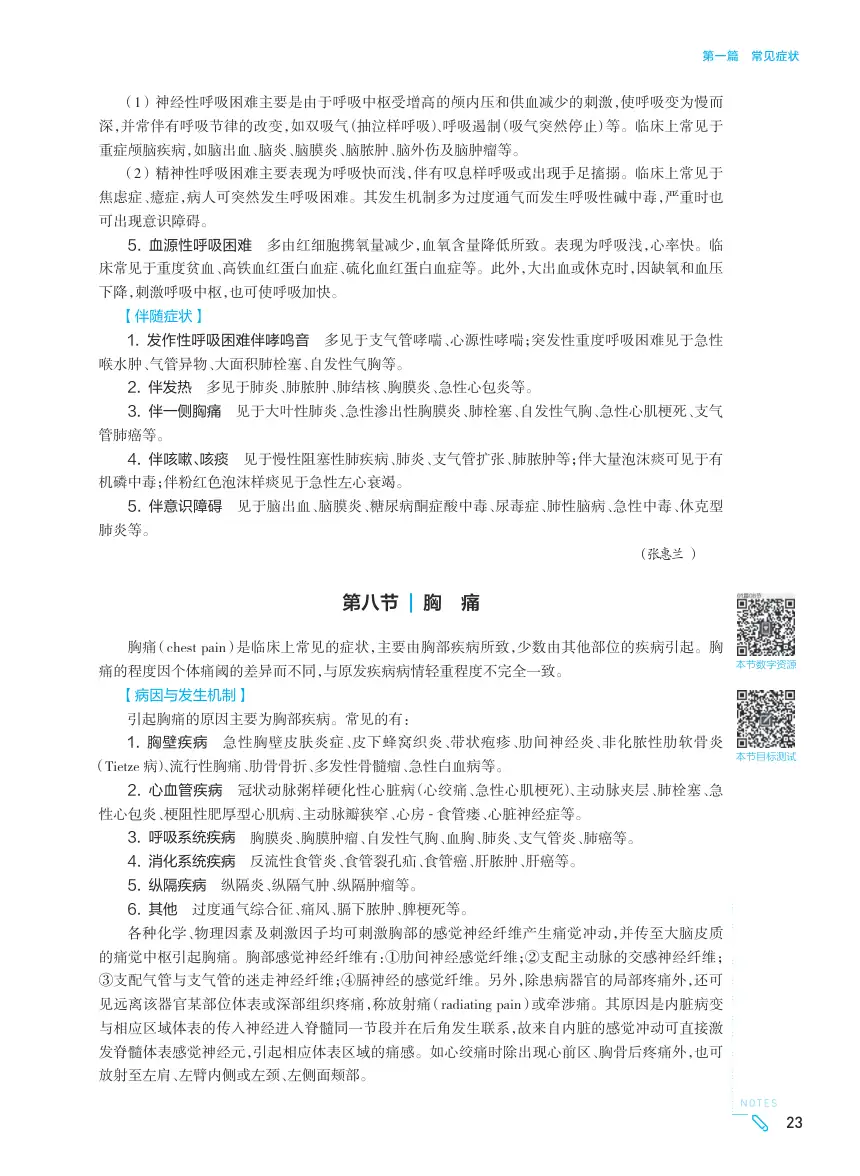 第一篇　常见症状
（1）神经性呼吸困难主要是由于呼吸中枢受增高的颅内压和供血减少的刺激,使呼吸变为慢而
深,并常伴有呼吸节律的改变,如双吸气(抽泣样呼吸)、呼吸遏制(吸气突然停止)等。临床上常见于
重症颅脑疾病,如脑出血、脑炎、脑膜炎、脑脓肿、脑外伤及脑肿瘤等。
（2）精神性呼吸困难主要表现为呼吸快而浅,伴有叹息样呼吸或出现手足搐搦。临床上常见于
焦虑症、癔症,病人可突然发生呼吸困难。其发生机制多为过度通气而发生呼吸性碱中毒,严重时也
可出现意识障碍。
5. 血源性呼吸困难　多由红细胞携氧量减少,血氧含量降低所致。表现为呼吸浅,心率快。临
床常见于重度贫血、高铁血红蛋白血症、硫化血红蛋白血症等。此外,大出血或休克时,因缺氧和血压
下降,刺激呼吸中枢,也可使呼吸加快。
【伴随症状】
1. 发作性呼吸困难伴哮鸣音　多见于支气管哮喘、心源性哮喘;突发性重度呼吸困难见于急性
喉水肿、气管异物、大面积肺栓塞、自发性气胸等。
2. 伴发热　多见于肺炎、肺脓肿、肺结核、胸膜炎、急性心包炎等。
3. 伴一侧胸痛　见于大叶性肺炎、急性渗出性胸膜炎、肺栓塞、自发性气胸、急性心肌梗死、支气
管肺癌等。
4. 伴咳嗽、咳痰　见于慢性阻塞性肺疾病、肺炎、支气管扩张、肺脓肿等;伴大量泡沫痰可见于有
机磷中毒;伴粉红色泡沫样痰见于急性左心衰竭。
5. 伴意识障碍　见于脑出血、脑膜炎、糖尿病酮症酸中毒、尿毒症、肺性脑病、急性中毒、休克型
肺炎等。
（张惠兰 ）
第八节｜胸　痛
胸痛(chest pain)是临床上常见的症状,主要由胸部疾病所致,少数由其他部位的疾病引起。胸
痛的程度因个体痛阈的差异而不同,与原发疾病病情轻重程度不完全一致。
本节数字资源
【病因与发生机制】
引起胸痛的原因主要为胸部疾病。常见的有:
1. 胸壁疾病　急性胸壁皮肤炎症、皮下蜂窝织炎、带状疱疹、肋间神经炎、非化脓性肋软骨炎
(Tietze 病)、流行性胸痛、肋骨骨折、多发性骨髓瘤、急性白血病等。
本节目标测试
2. 心血管疾病　冠状动脉粥样硬化性心脏病(心绞痛、急性心肌梗死)、主动脉夹层、肺栓塞、急
性心包炎、梗阻性肥厚型心肌病、主动脉瓣狭窄、心房 - 食管瘘、心脏神经症等。
3. 呼吸系统疾病　胸膜炎、胸膜肿瘤、自发性气胸、血胸、肺炎、支气管炎、肺癌等。
4. 消化系统疾病　反流性食管炎、食管裂孔疝、食管癌、肝脓肿、肝癌等。
5. 纵隔疾病　纵隔炎、纵隔气肿、纵隔肿瘤等。
6. 其他　过度通气综合征、痛风、膈下脓肿、脾梗死等。
各种化学、物理因素及刺激因子均可刺激胸部的感觉神经纤维产生痛觉冲动,并传至大脑皮质
的痛觉中枢引起胸痛。胸部感觉神经纤维有:①肋间神经感觉纤维;②支配主动脉的交感神经纤维;
③支配气管与支气管的迷走神经纤维;④膈神经的感觉纤维。另外,除患病器官的局部疼痛外,还可
见远离该器官某部位体表或深部组织疼痛,称放射痛(radiating pain)或牵涉痛。其原因是内脏病变
与相应区域体表的传入神经进入脊髓同一节段并在后角发生联系,故来自内脏的感觉冲动可直接激
发脊髓体表感觉神经元,引起相应体表区域的痛感。如心绞痛时除出现心前区、胸骨后疼痛外,也可
放射至左肩、左臂内侧或左颈、左侧面颊部。
NOTES
23